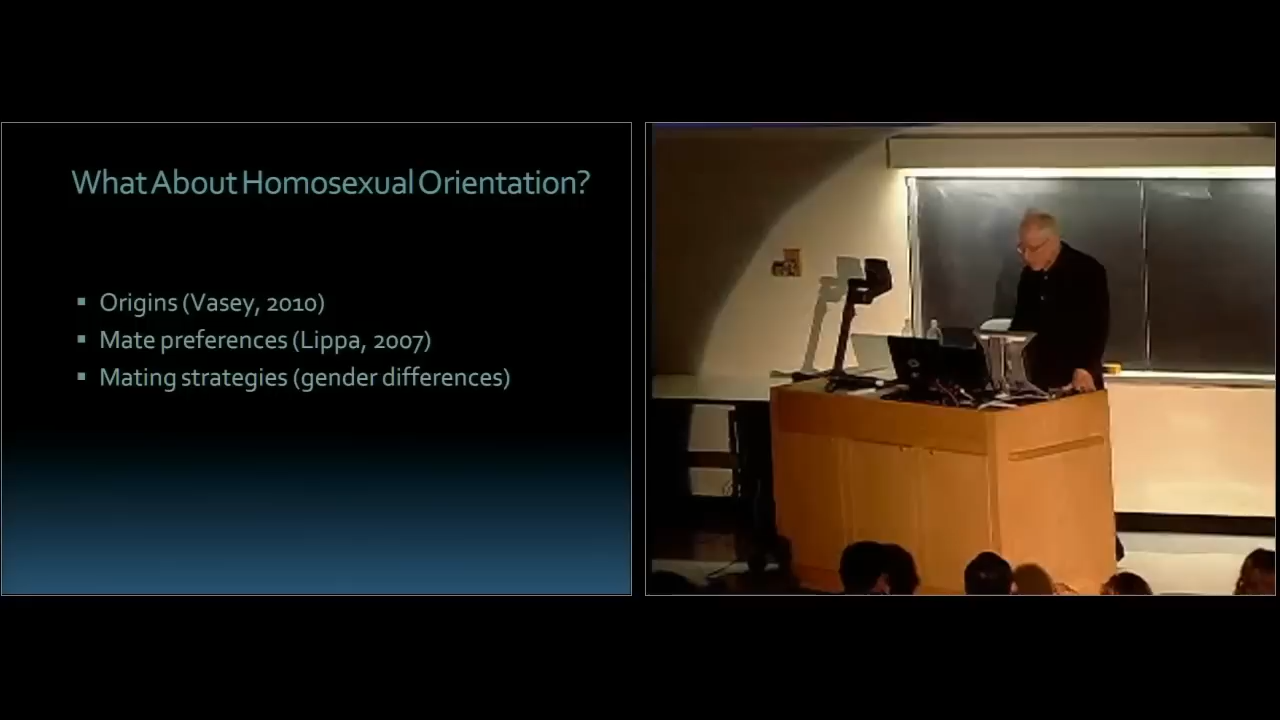 What About Homosexual Orientation?
Origins (Vasey, 2010)
Mate preferences (Lippa, 2007)
Mating strategies (gender differences)